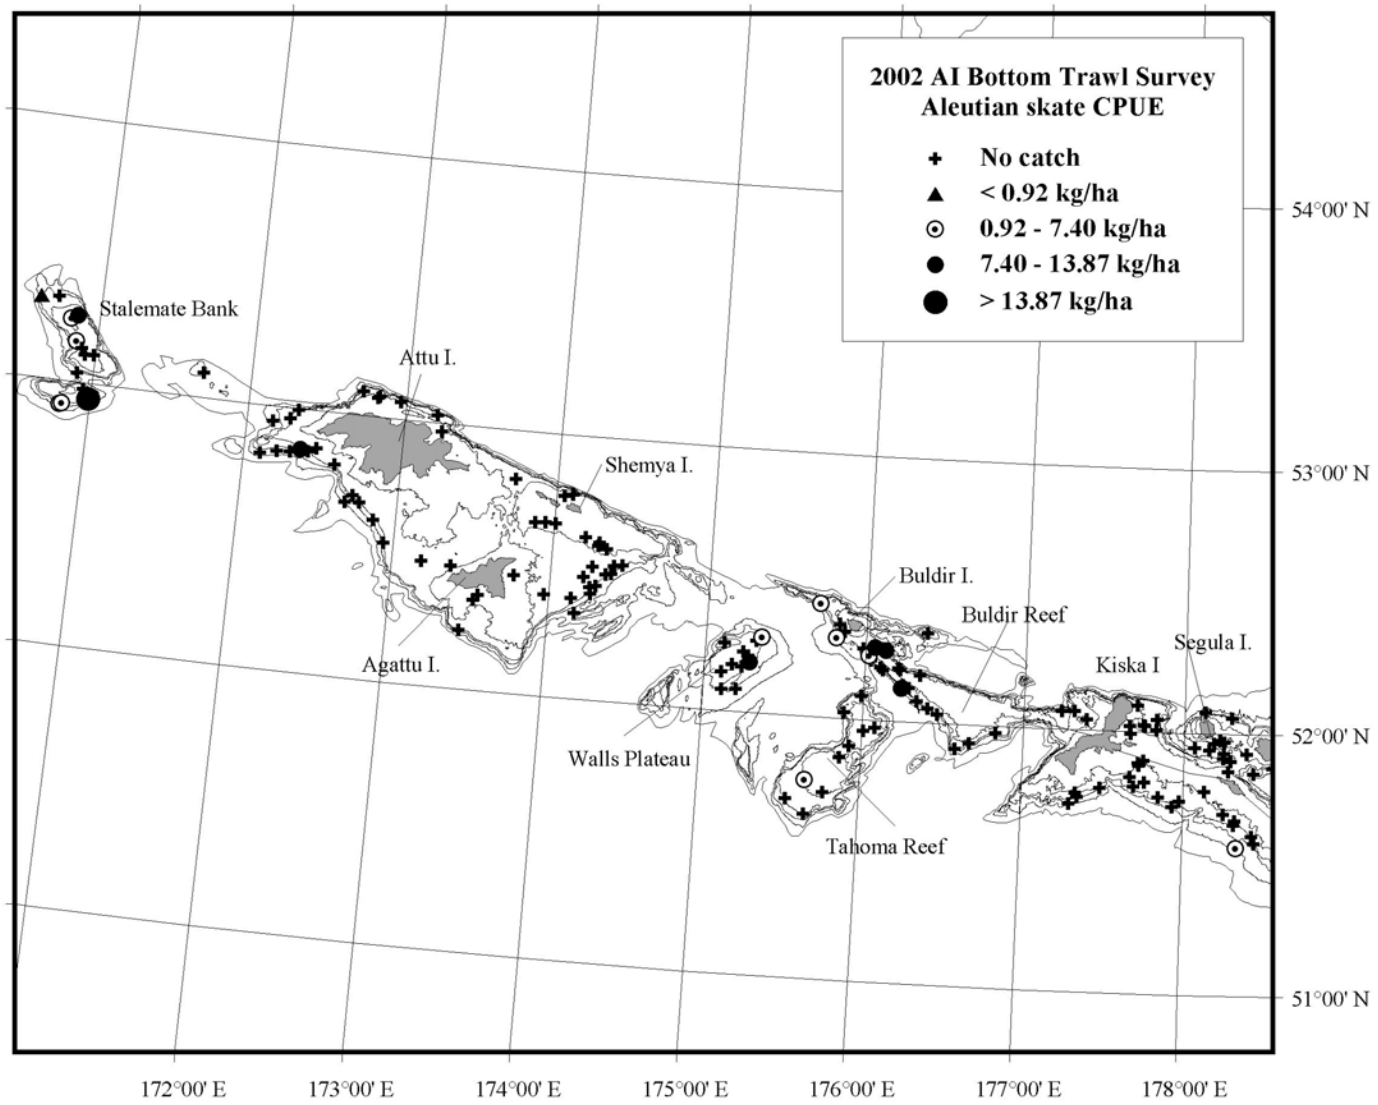 2002 AI Bottom Trawl Survey
Aleutian skate CPUE
No catch
< 0.92 kg/ha
0.92 - 7.40 kg/ha
7.40 - 13.87 kg/ha
> 13.87 kg/ha
54°00' N
Stalemate Bank
Attu I.
Shemya I.
53°00' N
Buldir I.
Buldir Reef
Segula I.
Kiska I
Agattu I.
52°00' N
Walls Plateau
Tahoma Reef
51°00' N
172°00' E 173°00' E 174°00' E 175°00' E 176°00' E 177°00' E 178°00' E